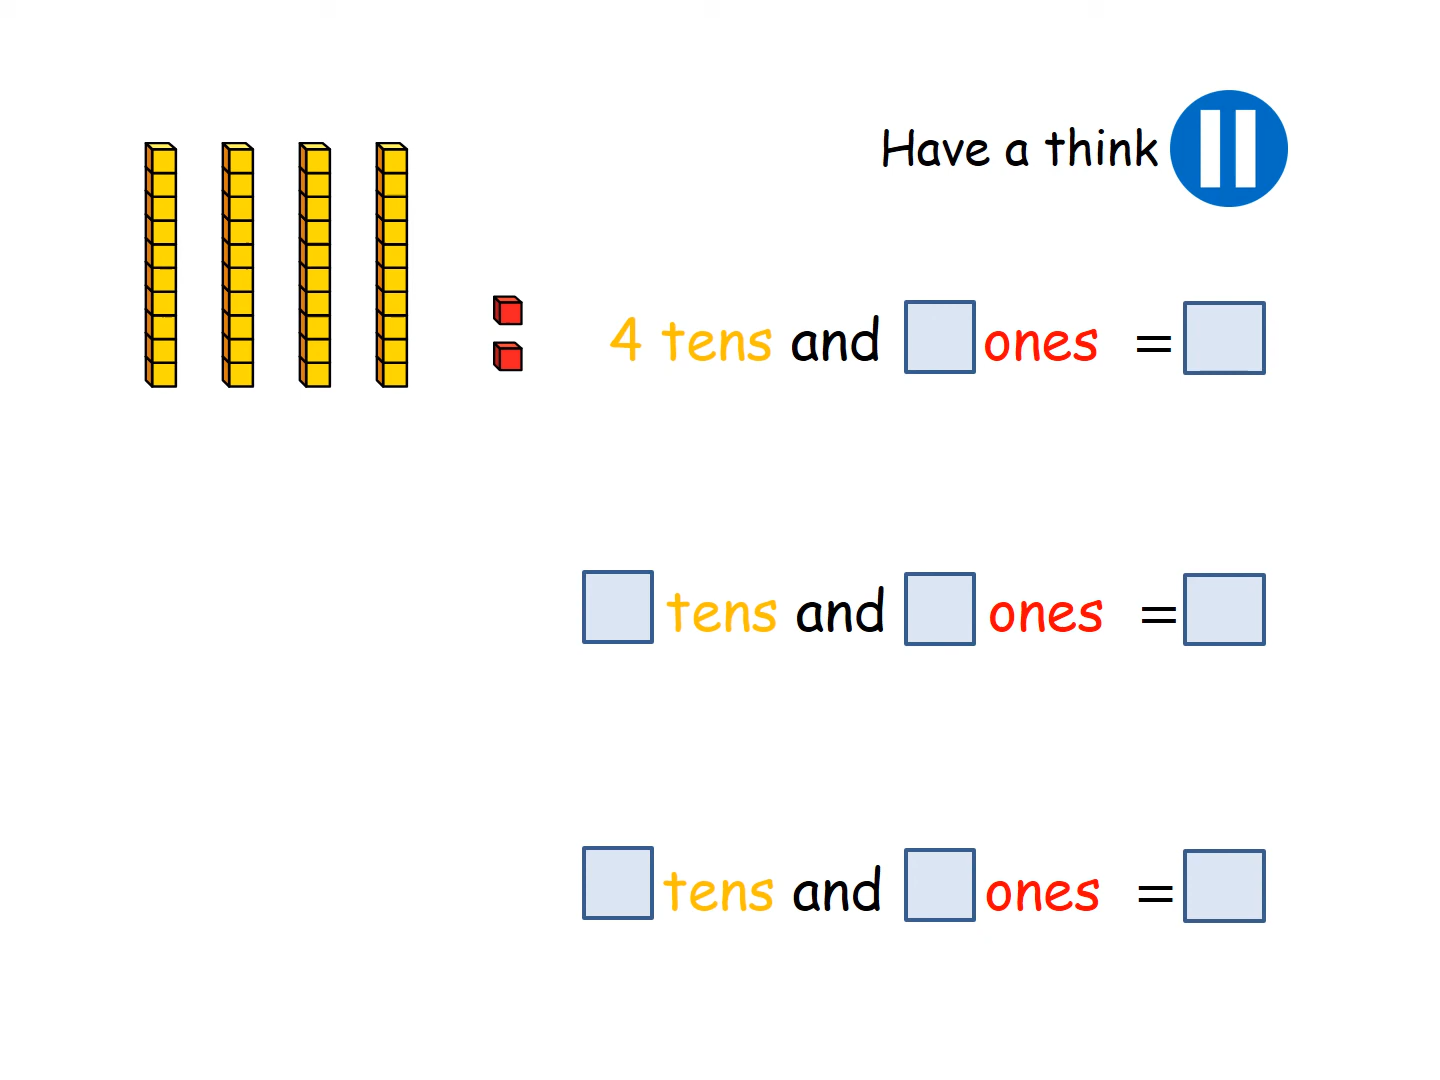 Have a think
4 tens and ones =
tens and ones =
tens and ones =